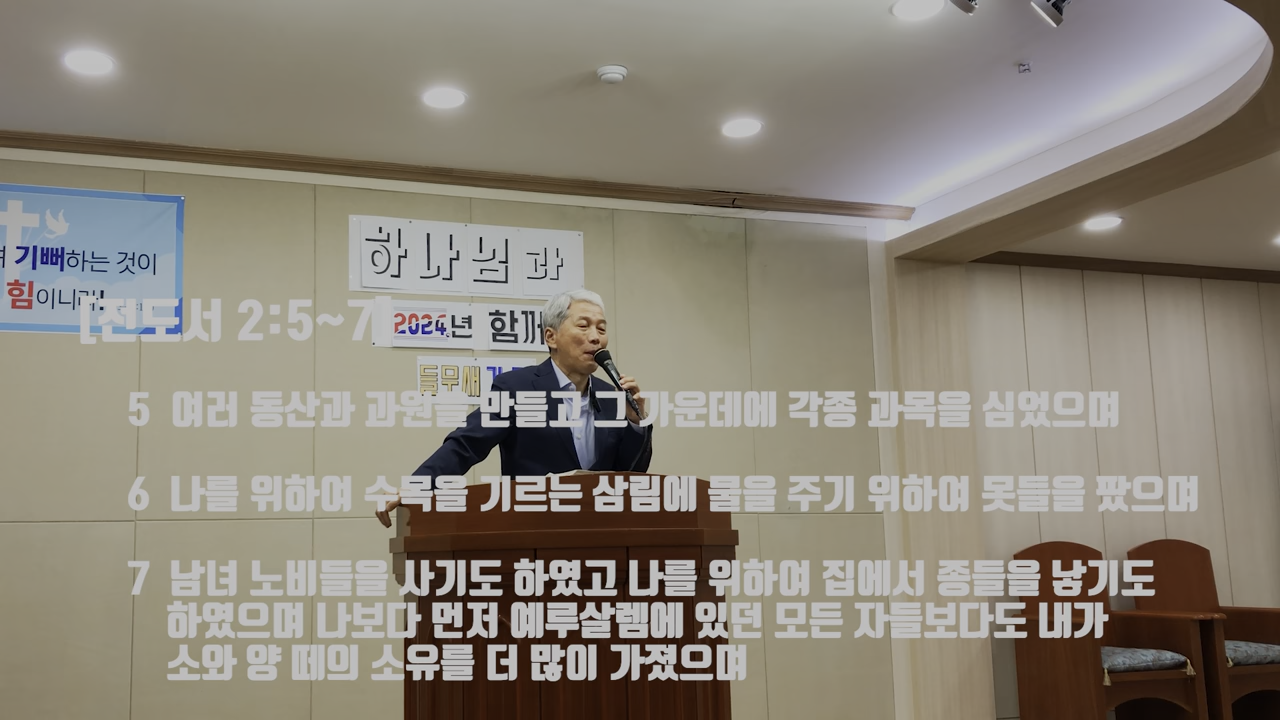 기뻐하는 것이
힘이니라!
하나님과
2024년 함께
들무새
[전도서 2:5~7]
5 여러 동산과 과원을 만들고 그 가운데에 각종 과목을 심었으며
6 나를 위하여 수목을 기르는 삼림에 물을 주기 위하여 못들을 팠으며
7 남녀 노비들을 사기도 하였고 나를 위하여 집에서 종들을 낳기도
하였으며 나보다 먼저 예루살렘에 있던 모든 자들보다도 내가
소와 양 떼의 소유를 더 많이 가졌으며